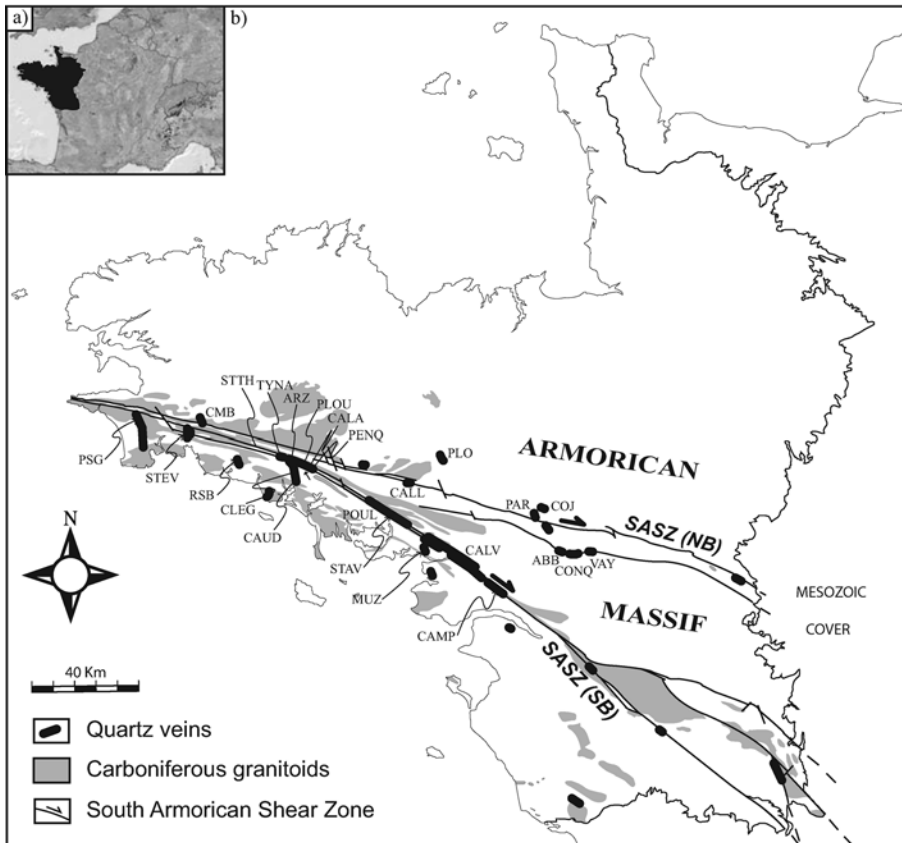 a)
b)
STTH
TYNA
ARZ
PLOU
CALA
PENQ
CMB
PSG
STEV
RSB
CLEG
CAUD
POUL
STAV
MUZ
CAMP
CALV
CALL
PLO
PAR
COJ
ABB
CONQ
VAY
ARMORICAN
SASZ (NB)
MASSIF
SASZ (SB)
MESOZOIC
COVER
N
40 Km
Quartz veins
Carboniferous granitoids
South Armorican Shear Zone